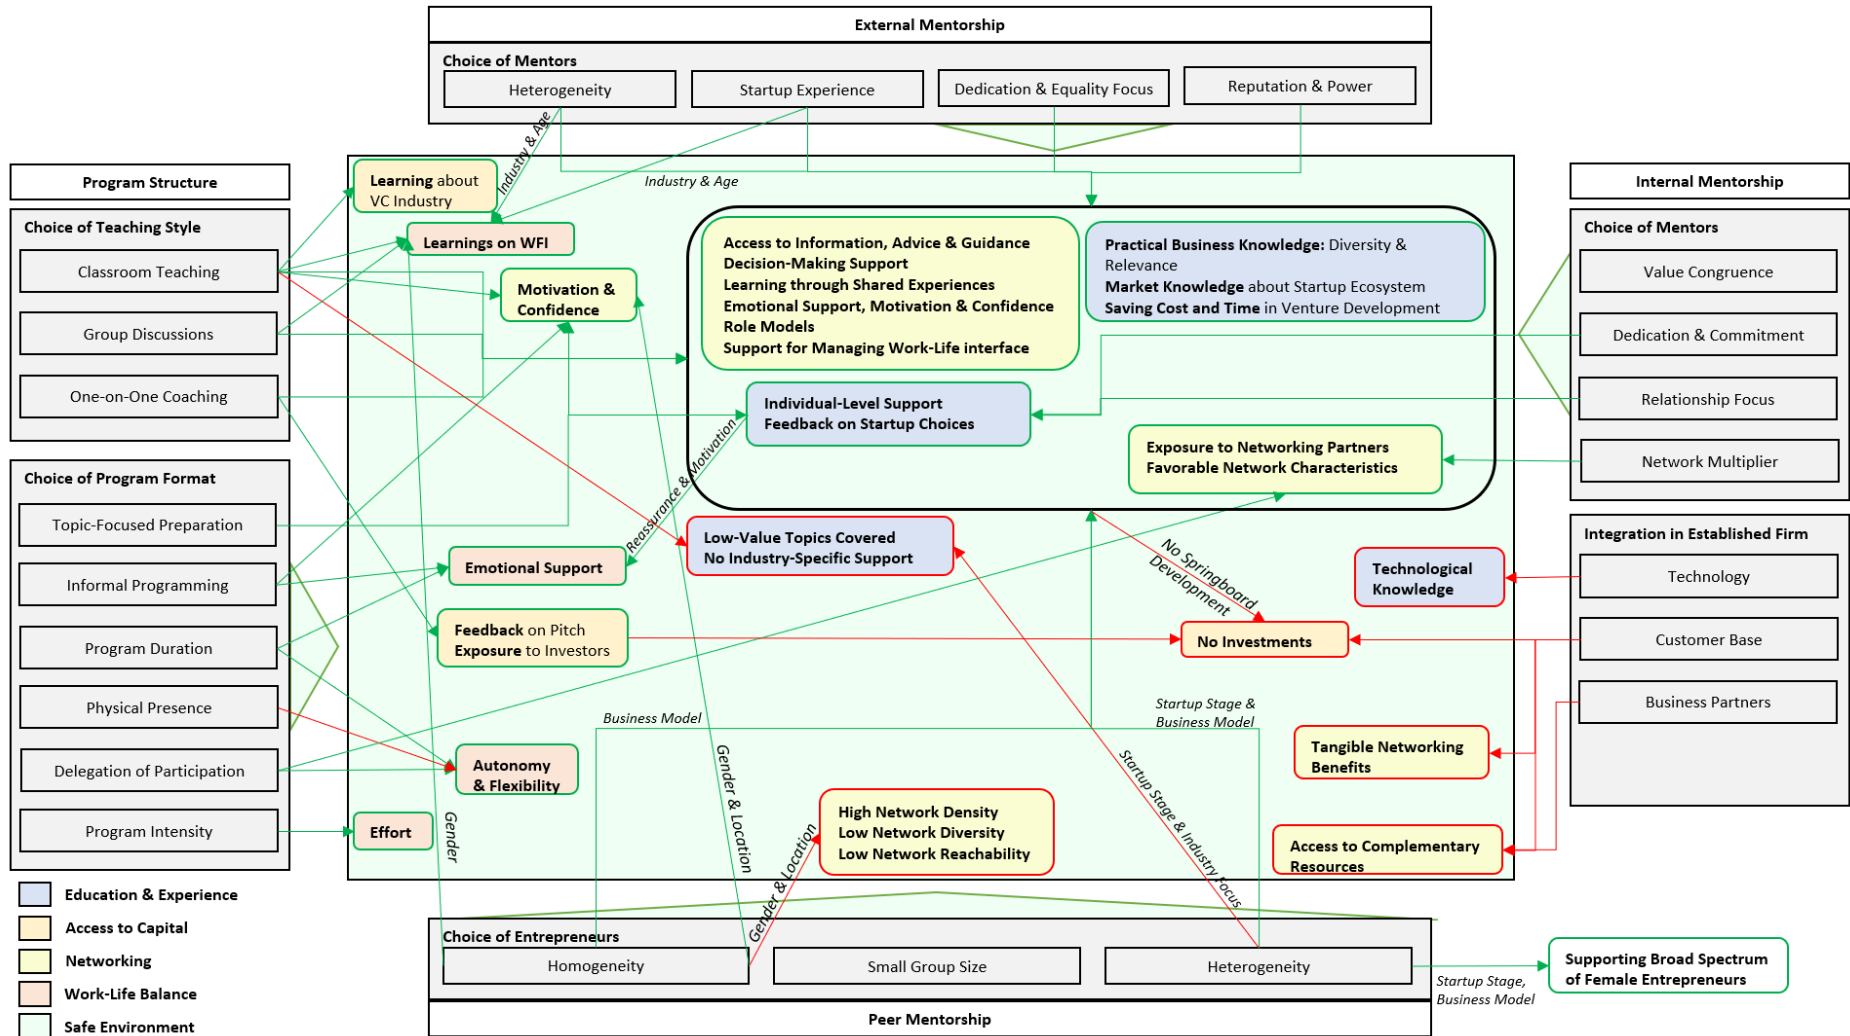 External Mentorship
Choice of Mentors
Heterogeneity
Startup Experience
Dedication & Equality Focus
Reputation & Power
Industry & Age
Industry & Age
Program Structure
Choice of Teaching Style
Classroom Teaching
Group Discussions
One-on-One Coaching
Choice of Program Format
Topic-Focused Preparation
Informal Programming
Program Duration
Physical Presence
Delegation of Participation
Program Intensity
Learning about
VC Industry
Learnings on WFI
Motivation &
Confidence
Access to Information, Advice & Guidance
Decision-Making Support
Learning through Shared Experiences
Emotional Support, Motivation & Confidence
Role Models
Support for Managing Work-Life interface
Practical Business Knowledge: Diversity &
Relevance
Market Knowledge about Startup Ecosystem
Saving Cost and Time in Venture Development
Individual-Level Support
Feedback on Startup Choices
Exposure to Networking Partners
Favorable Network Characteristics
Reassurance & Motivation
Low-Value Topics Covered
No Industry-Specific Support
Emotional Support
Feedback on Pitch
Exposure to Investors
No Springboard
Development
No Investments
Technological
Knowledge
Business Model
Startup Stage &
Business Model
Autonomy
& Flexibility
Effort
Gender
Gender & Location
Gender & Location
High Network Density
Low Network Diversity
Low Network Reachability
Startup Stage & Industry Focus
Tangible Networking
Benefits
Access to Complementary
Resources
Internal Mentorship
Choice of Mentors
Value Congruence
Dedication & Commitment
Relationship Focus
Network Multiplier
Integration in Established Firm
Technology
Customer Base
Business Partners
Education & Experience
Access to Capital
Networking
Work-Life Balance
Safe Environment
Choice of Entrepreneurs
Homogeneity
Small Group Size
Heterogeneity
Peer Mentorship
Startup Stage,
Business Model
Supporting Broad Spectrum
of Female Entrepreneurs